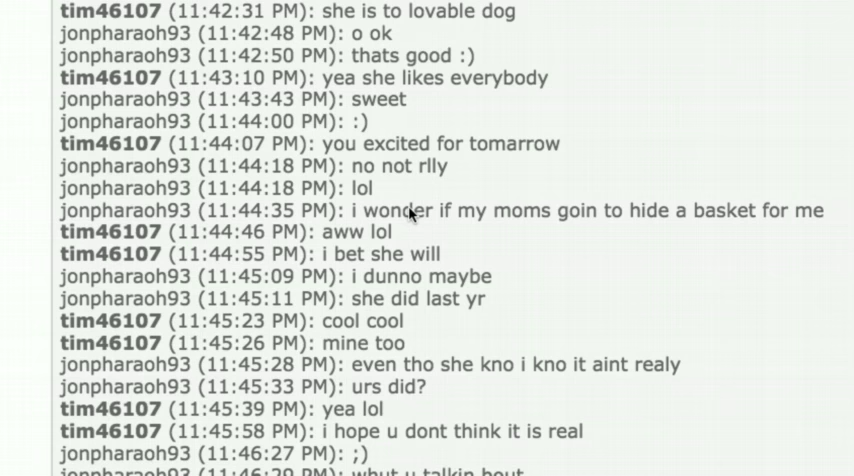 tim46107 (11:42:31 PM): she is to lovable dog
jonpharaoh93 (11:42:48 PM): o ok
jonpharaoh93 (11:42:50 PM): thats good :)
tim46107 (11:43:10 PM): yea she likes everybody
jonpharaoh93 (11:43:43 PM): sweet
jonpharaoh93 (11:44:00 PM): :)
tim46107 (11:44:07 PM): you excited for tomarrow
jonpharaoh93 (11:44:18 PM): no not rlly
jonpharaoh93 (11:44:18 PM): lol
jonpharaoh93 (11:44:35 PM): i wonder if my moms goin to hide a basket for me
tim46107 (11:44:46 PM): aww lol
tim46107 (11:44:55 PM): i bet she will
jonpharaoh93 (11:45:09 PM): i dunno maybe
jonpharaoh93 (11:45:11 PM): she did last yr
tim46107 (11:45:23 PM): cool cool
tim46107 (11:45:26 PM): mine too
jonpharaoh93 (11:45:28 PM): even tho she kno i kno it aint realy
jonpharaoh93 (11:45:33 PM): urs did?
tim46107 (11:45:39 PM): yea lol
tim46107 (11:45:58 PM): i hope u dont think it is real
jonpharaoh93 (11:46:27 PM): ;)
jonpharaoh93 (11:46:29 PM): whut u talkin bout